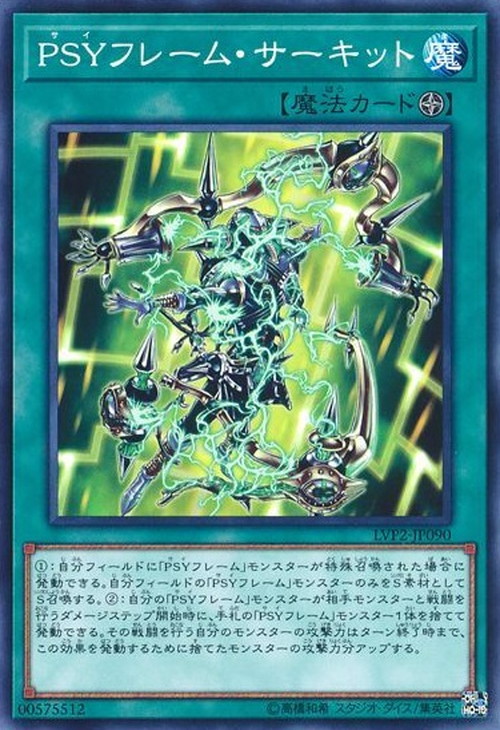 PSYフレーム・サーキット 魔
【魔法カード】
LVP2-JP090
①：自分フィールドに「PSYフレーム」モンスターが特殊召喚された場合に
発動できる。自分フィールドの「PSYフレーム」モンスターのみをS素材として
S召喚する。②：自分の「PSYフレーム」モンスターが相手モンスターと戦闘を
行うダメージステップ開始時に、手札の「PSYフレーム」モンスター1体を捨てて
発動できる。その戦闘を行う自分のモンスターの攻撃力はターン終了時まで、
この効果を発動するために捨てたモンスターの攻撃力分アップする。
00575512
©高橋和希 スタジオ・ダイス/集英社